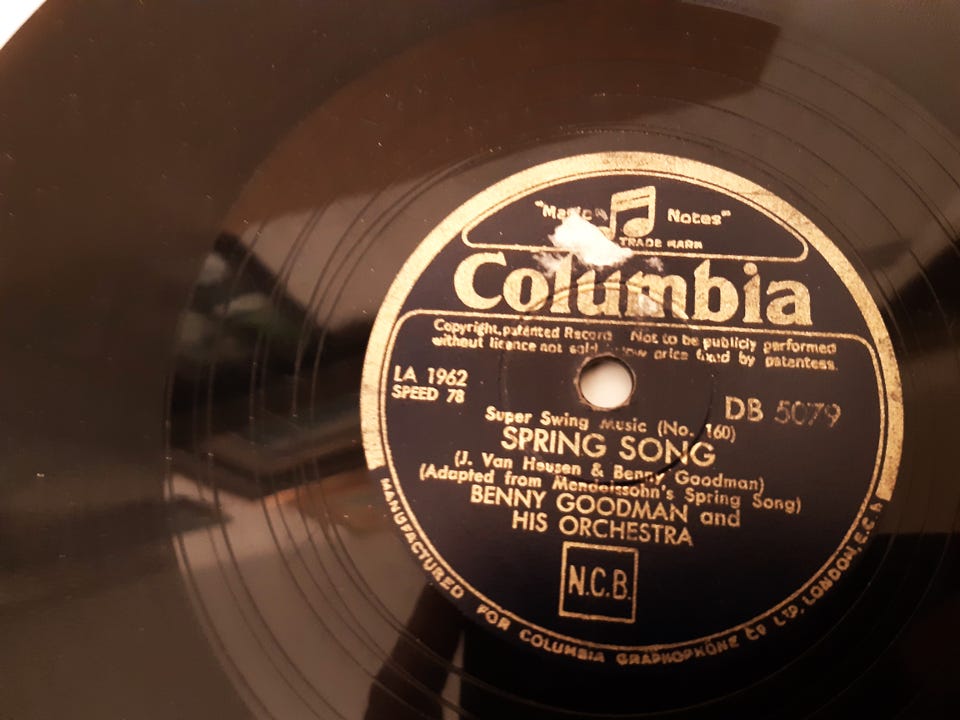 "Magic Notes"
TRADE MARK
Columbia
Copyright, patented Record Not to be publicly performed
without licence not sold below price fixed by patentees.
LA 1962
SPEED 78
DB 5079
Super Swing Music (No. 160)
SPRING SONG
(J. Van Heusen & Benny Goodman)
(Adapted from Mendelssohn's Spring Song)
BENNY GOODMAN and
HIS ORCHESTRA
N.C.B.
MANUFACTURED FOR COLUMBIA GRAPHOPHONE CO LTD, LONDON, E.C.1.